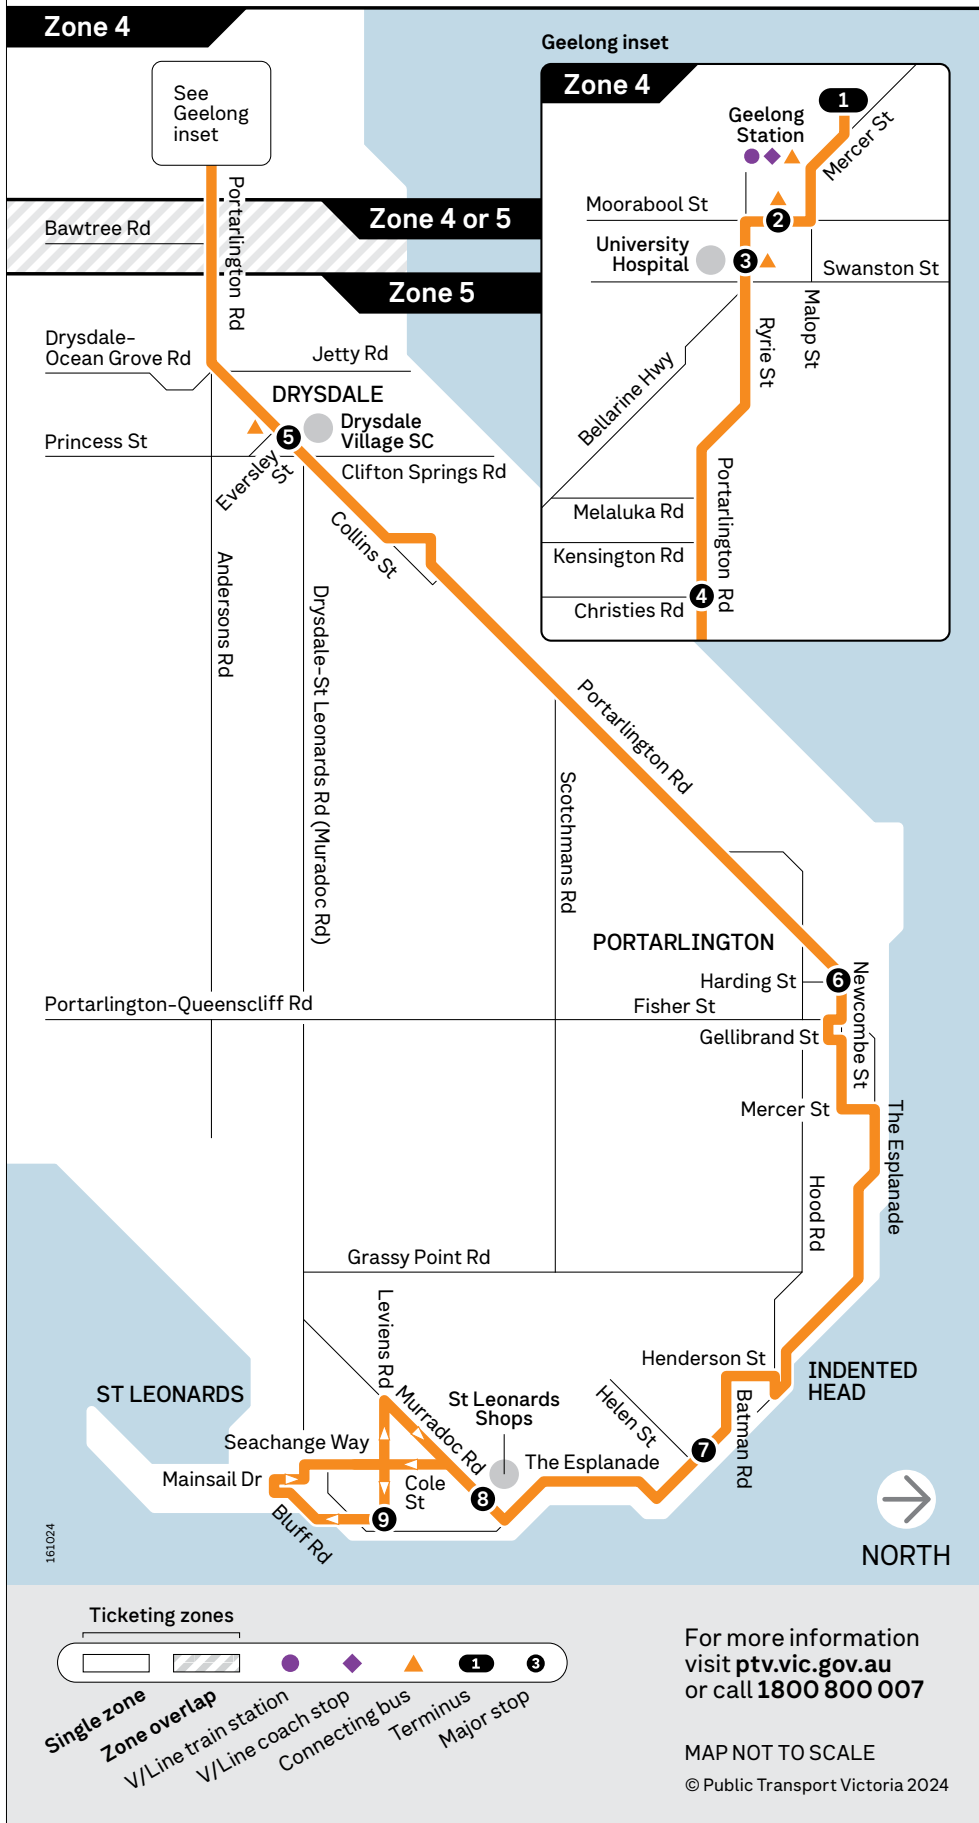 Zone 4
See
Geelong
inset
Geelong inset
Zone 4
1
Geelong
Station
Mercer St
Moorabool St
2
University
Hospital
3
Swanston St
Malop St
Ryrie St
Bellarine Hwy
Melaluka Rd
Kensington Rd
Portarlington Rd
4
Christies Rd
Portarlington Rd
Bawtree Rd
Zone 4 or 5
Zone 5
Drysdale-
Ocean Grove Rd
Jetty Rd
DRYSDALE
Drysdale
Village SC
5
Princess St
Eversley
St
Clifton Springs Rd
Collins St
Andersons Rd
Drysdale-St Leonards Rd (Muradoc Rd)
Portarlington Rd
Scotchmans Rd
PORTARLINGTON
Harding St
6
Newcombe St
Portarlington-Queenscliff Rd
Fisher St
Gellibrand St
Mercer St
The Esplanade
Hood Rd
Grassy Point Rd
Leviens Rd
Henderson St
INDENTED
HEAD
ST LEONARDS
Murradoc Rd
St Leonards
Shops
Helen St
Batman Rd
7
Seachange Way
The Esplanade
Mainsail Dr
Cole
St
8
9
Bluff Rd
161024
NORTH
Ticketing zones
1
3
Single zone
Zone overlap
V/Line train station
V/Line coach stop
Connecting bus
Terminus
Major stop
For more information
visit ptv.vic.gov.au
or call 1800 800 007
MAP NOT TO SCALE
© Public Transport Victoria 2024